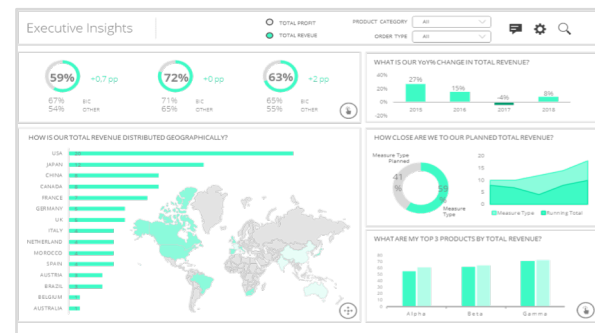 Executive Insights
TOTAL PROFIT
TOTAL REVEUE
PRODUCT CATEGORY All
ORDER TYPE All
59% +0,7 pp
67% BIC
54% OTHER
72% +0 pp
71% BIC
65% OTHER
63% +2 pp
65% BIC
55% OTHER
WHAT IS OUR YoY% CHANGE IN TOTAL REVENUE?
40%
20%
0%
-20%
27%
15%
-4%
8%
2015 2016 2017 2018
HOW IS OUR TOTAL REVENUE DISTRIBUTED GEOGRAPHICALLY?
USA
JAPAN
CHINA
CANADA
FRANCE
GERMANY
UK
ITALY
NETHERLAND
MOROCCO
SPAIN
AUSTRIA
BRAZIL
BELGIUM
AUSTRALIA
HOW CLOSE ARE WE TO OUR PLANNED TOTAL REVENUE?
Measure Type
Planned
41
%
59
%
Measure
Type
20
15
10
5
0
Measure Type Running Total
WHAT ARE MY TOP 3 PRODUCTS BY TOTAL REVENUE?
80
70
60
50
40
30
20
10
0
Alpha Beta Gamma